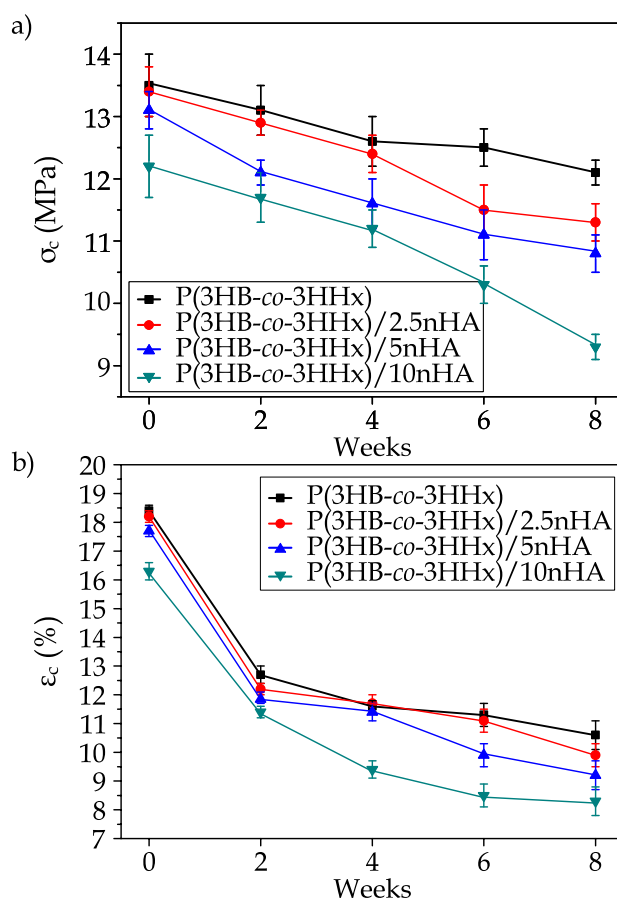 a)
14
13
12
11
10
9
σc (MPa)
P(3HB-co-3HHx)
P(3HB-co-3HHx)/2.5nHA
P(3HB-co-3HHx)/5nHA
P(3HB-co-3HHx)/10nHA
0 2 4 6 8
Weeks
b)
20
19
18
17
16
15
14
13
12
11
10
9
8
7
εc (%)
P(3HB-co-3HHx)
P(3HB-co-3HHx)/2.5nHA
P(3HB-co-3HHx)/5nHA
P(3HB-co-3HHx)/10nHA
0 2 4 6 8
Weeks